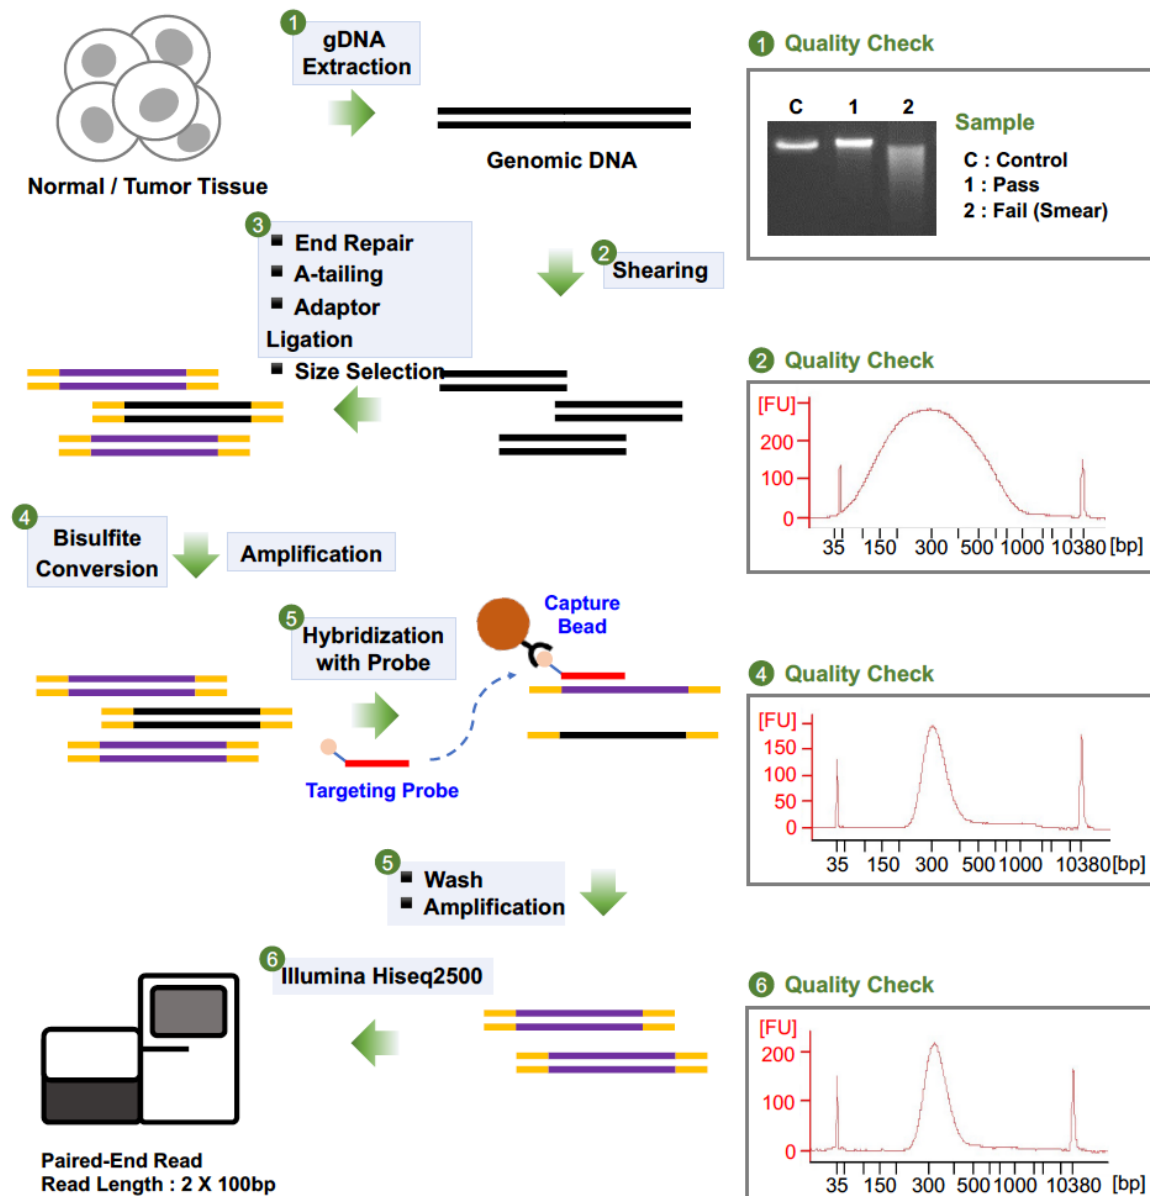 1
gDNA
Extraction
Normal / Tumor Tissue
Genomic DNA
1 Quality Check
C 1 2
Sample
C : Control
1 : Pass
2 : Fail (Smear)
3
■ End Repair
■ A-tailing
■ Adaptor
Ligation
■ Size Selection
2
Shearing
2 Quality Check
[FU]
200
100
0
35 150 300 500 1000 10380 [bp]
4
Bisulfite
Conversion
Amplification
5
Hybridization
with Probe
Capture
Bead
Targeting Probe
4 Quality Check
[FU]
150
100
50
0
35 150 300 500 1000 10380 [bp]
5
■ Wash
■ Amplification
6
Illumina Hiseq2500
Paired-End Read
Read Length : 2 X 100bp
6 Quality Check
[FU]
200
100
0
35 150 300 500 1000 10380 [bp]